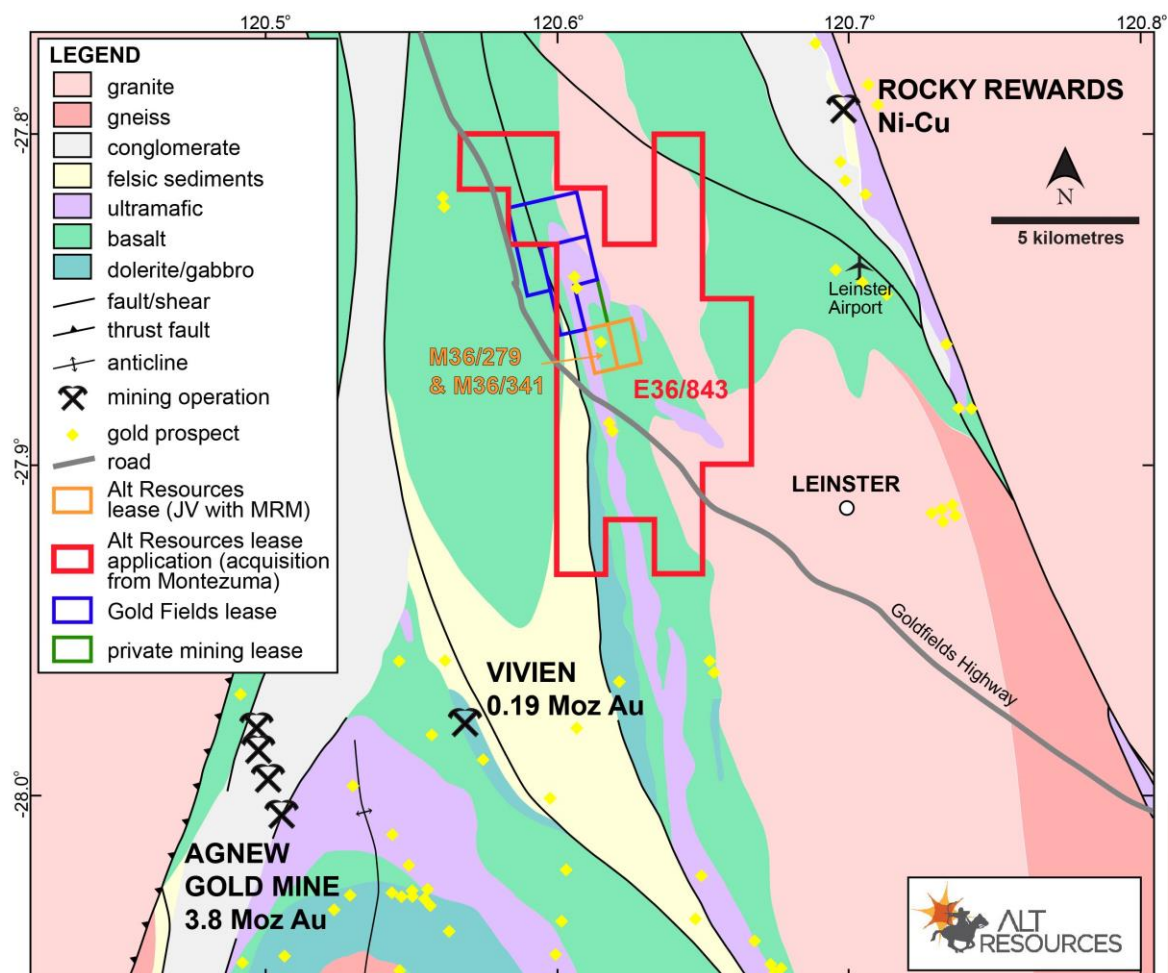 120.5°
120.6°
120.7°
120.8°
LEGEND
granite
gneiss
conglomerate
felsic sediments
ultramafic
basalt
dolerite/gabbro
fault/shear
thrust fault
anticline
mining operation
gold prospect
road
Alt Resources
lease (JV with MRM)
Alt Resources lease
application (acquisition
from Montezuma)
Gold Fields lease
private mining lease
-27.8°
-27.9°
-28.0°
ROCKY REWARDS
Ni-Cu
N
5 kilometres
Leinster
Airport
M36/279
& M36/341
E36/843
LEINSTER
Goldfields Highway
VIVIEN
0.19 Moz Au
AGNEW
GOLD MINE
3.8 Moz Au
ALT
RESOURCES